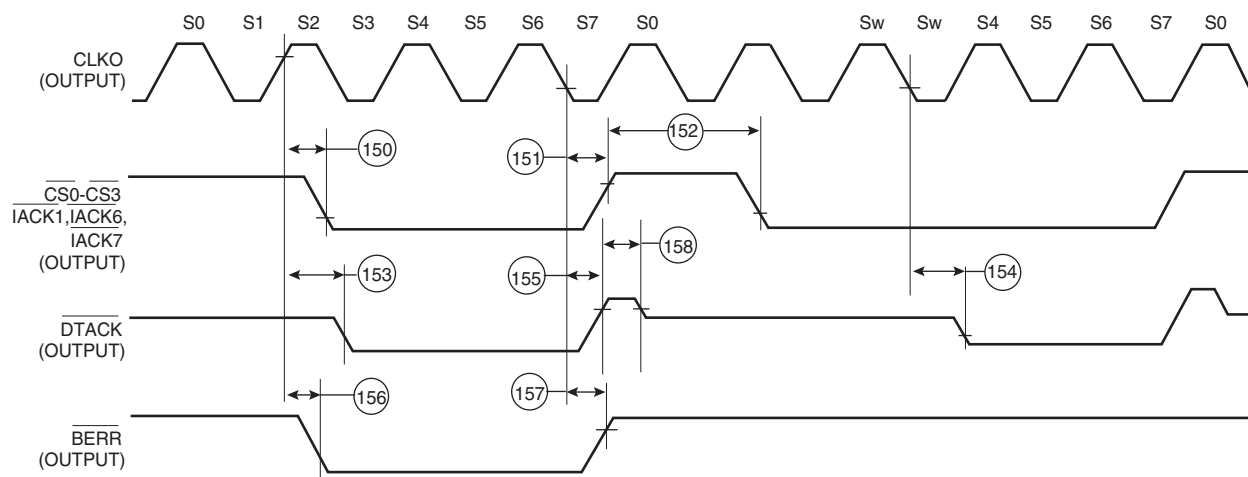 S0 S1 S2 S3 S4 S5 S6 S7 S0 Sw Sw S4 S5 S6 S7 S0
CLKO
(OUTPUT)
150
151
152
CS0-CS3
IACK1,IACK6,
IACK7
(OUTPUT)
153
155
158
154
DTACK
(OUTPUT)
156
157
BERR
(OUTPUT)